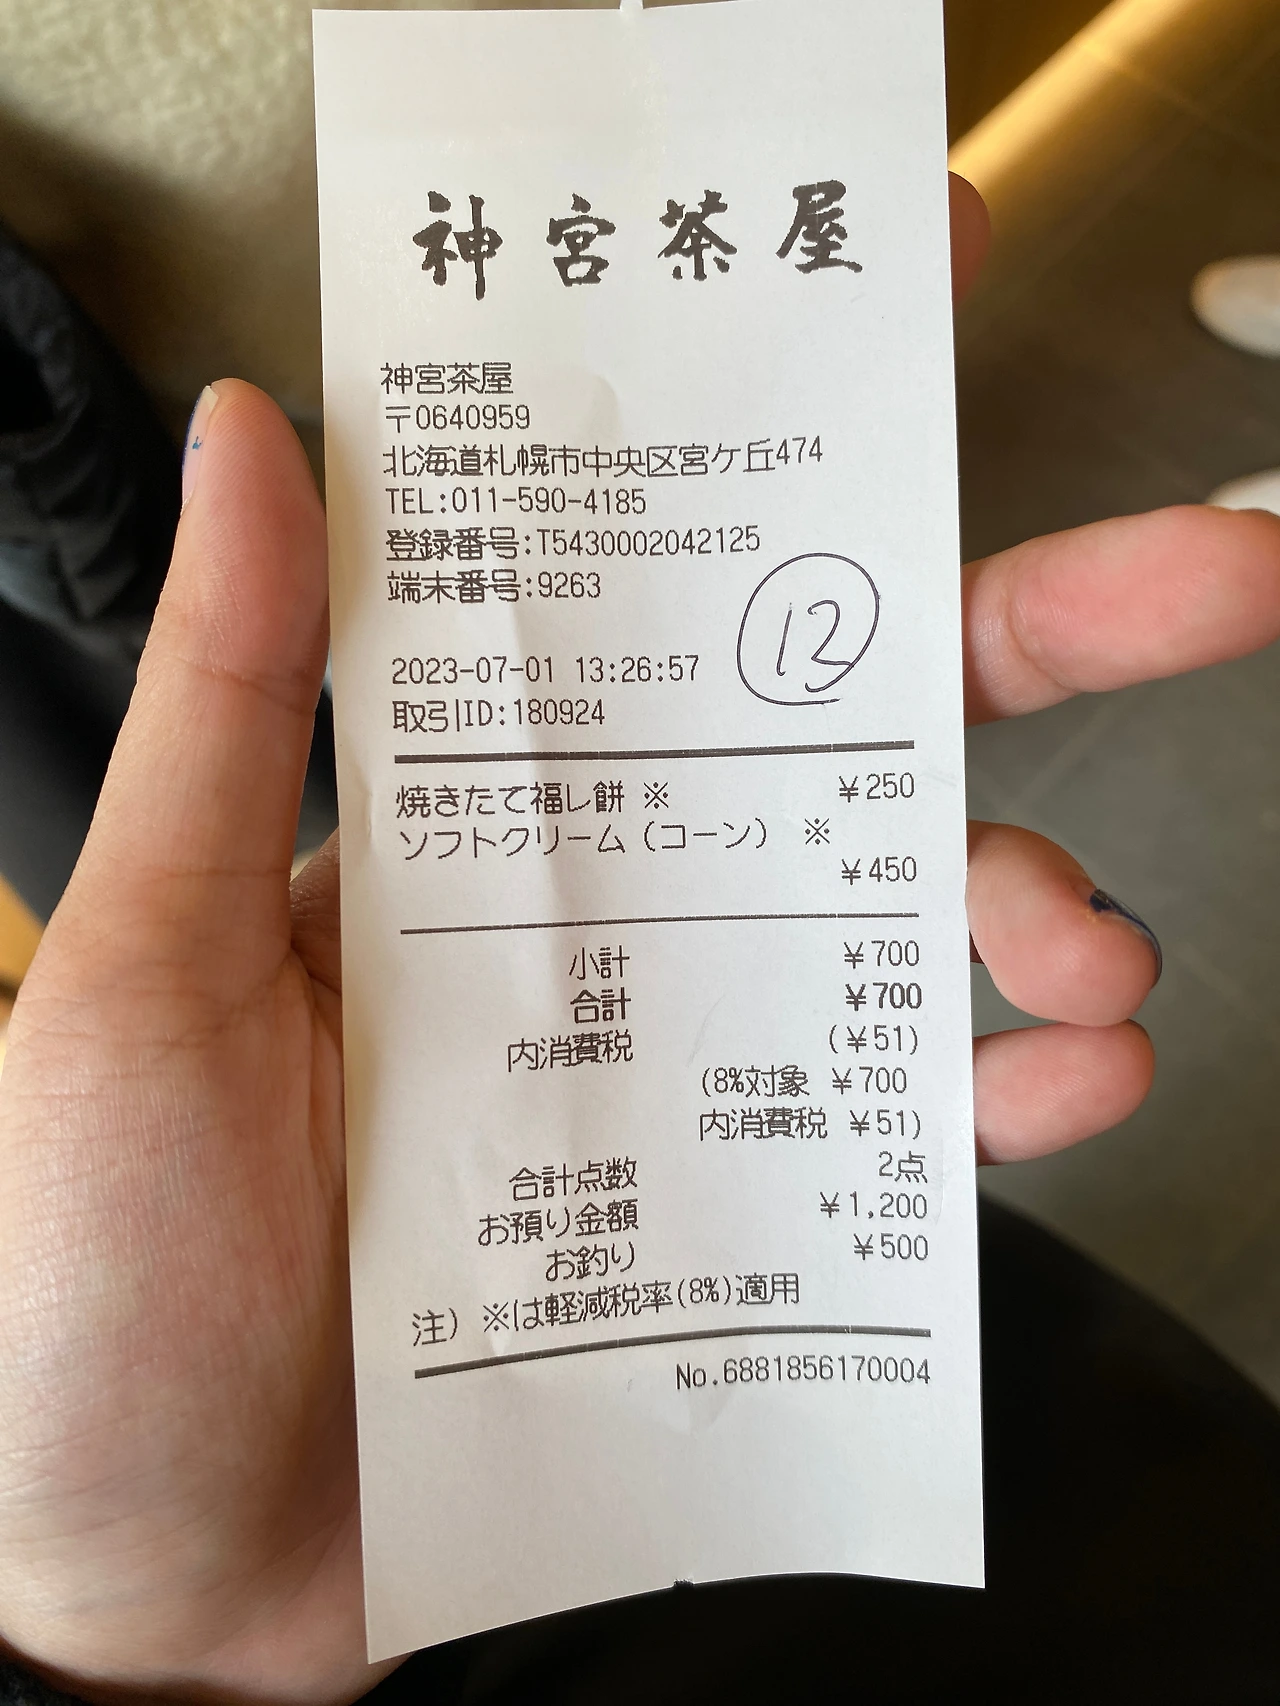 神宮茶屋
神宮茶屋
〒0640959
北海道札幌市中央区宮ケ丘474
TEL:011-590-4185
登録番号:T5430002042125
端末番号:9263
2023-07-01 13:26:57
取引ID:180924
焼きたて福し餅 ※ ¥250
ソフトクリーム（コーン） ※
¥450
小計 ¥700
合計 ¥700
内消費税 (¥51)
(8%対象 ¥700
内消費税 ¥51)
合計点数 2点
お預り金額 ¥1,200
お釣り ¥500
注）※は軽減税率(8%)適用
No.6881856170004